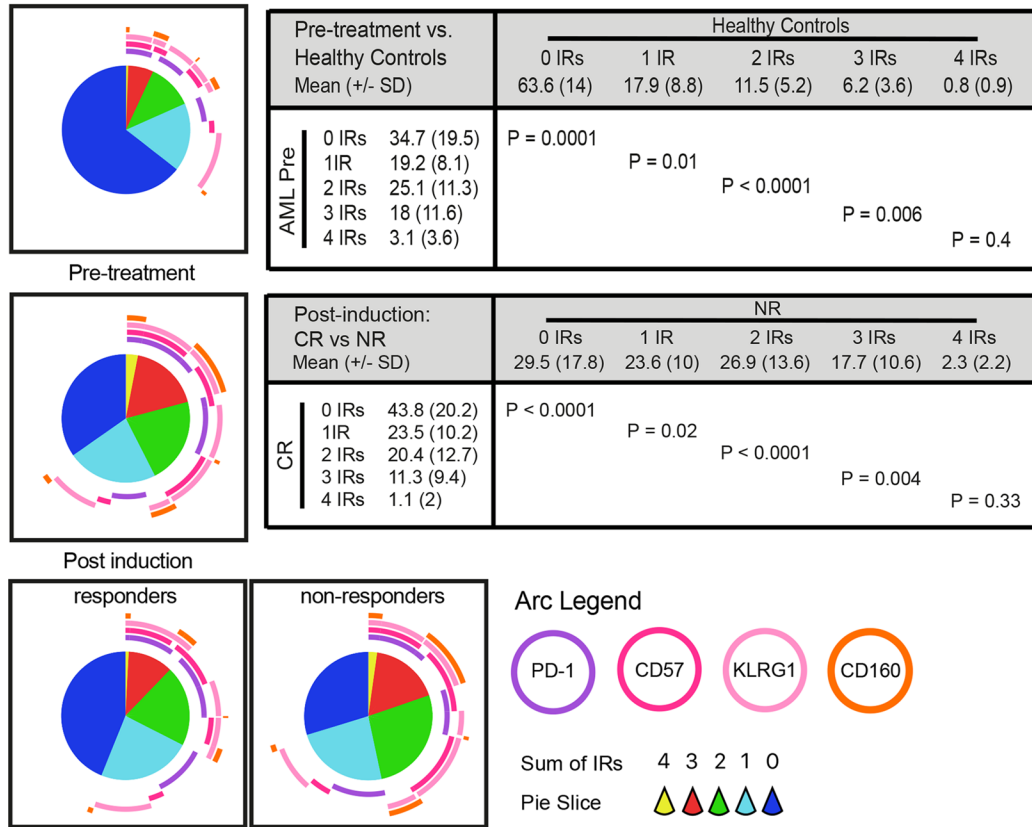 Pre-treatment vs.
Healthy Controls
Mean (+/- SD)
Healthy Controls
0 IRs 1 IR 2 IRs 3 IRs 4 IRs
63.6 (14) 17.9 (8.8) 11.5 (5.2) 6.2 (3.6) 0.8 (0.9)
AML Pre
0 IRs 34.7 (19.5) P = 0.0001
1IR 19.2 (8.1) P = 0.01
2 IRs 25.1 (11.3) P < 0.0001
3 IRs 18 (11.6) P = 0.006
4 IRs 3.1 (3.6) P = 0.4
Pre-treatment
Post-induction:
CR vs NR
Mean (+/- SD)
NR
0 IRs 1 IR 2 IRs 3 IRs 4 IRs
29.5 (17.8) 23.6 (10) 26.9 (13.6) 17.7 (10.6) 2.3 (2.2)
CR
0 IRs 43.8 (20.2) P < 0.0001
1IR 23.5 (10.2) P = 0.02
2 IRs 20.4 (12.7) P < 0.0001
3 IRs 11.3 (9.4) P = 0.004
4 IRs 1.1 (2) P = 0.33
Post induction
responders non-responders
Arc Legend
PD-1 CD57 KLRG1 CD160
Sum of IRs 4 3 2 1 0
Pie Slice